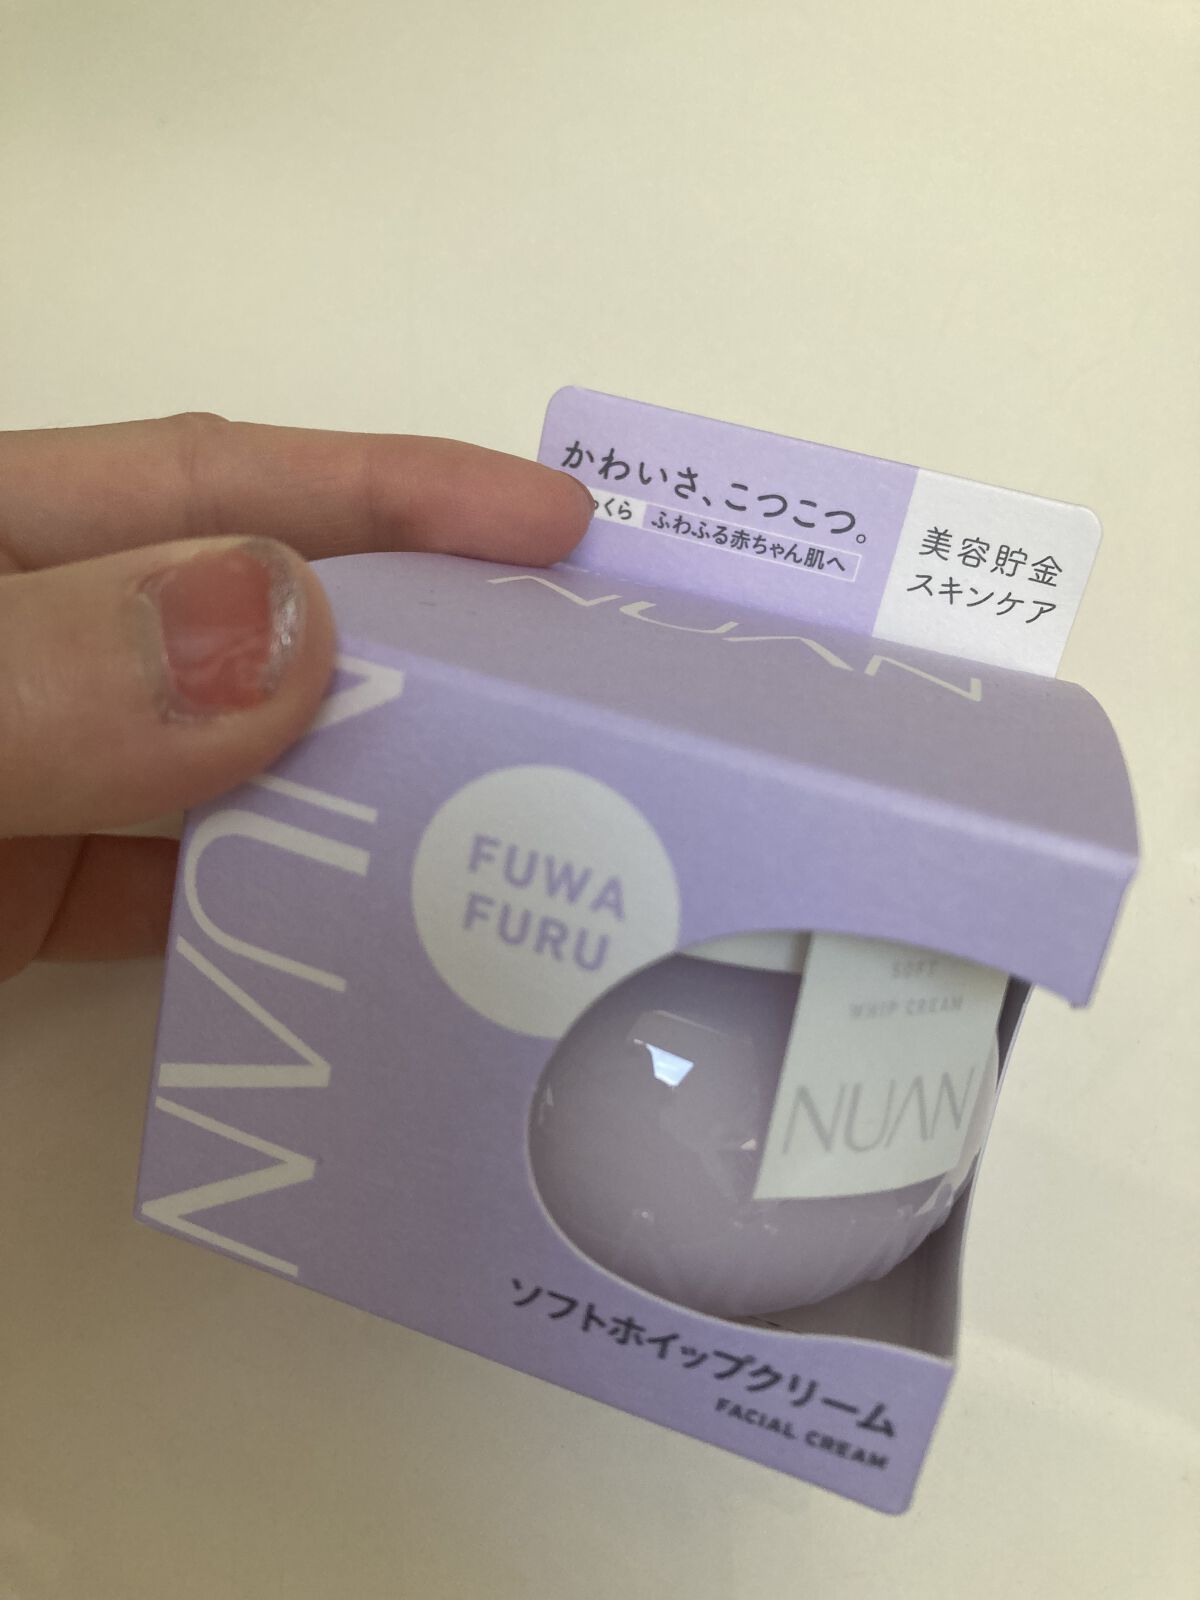 かわいさ、こつこつ。
くら ふわふる赤ちゃん肌へ
美容貯金
スキンケア
NUAN
NUAN
FUWA
FURU
SOFT
WHIP CREAM
NUAN
ソフトホイップクリーム
FACIAL CREAM